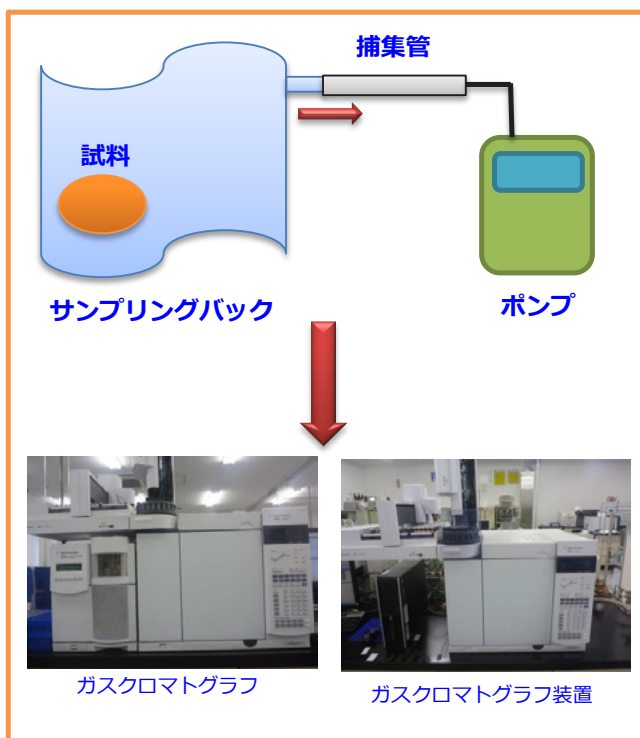 捕集管
試料
サンプリングバック
ポンプ
ガスクロマトグラフ
ガスクロマトグラフ装置